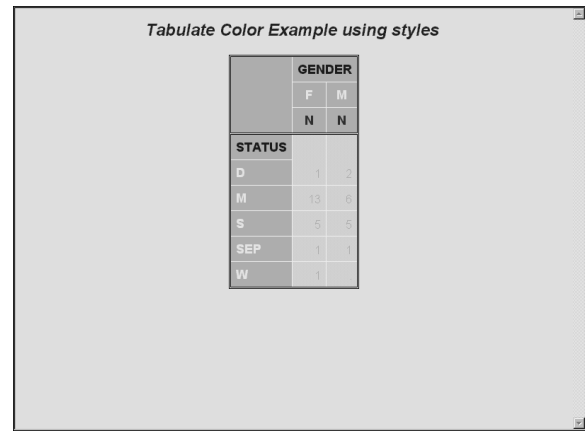 Tabulate Color Example using styles
GENDER
F M
N N
STATUS
D 1 2
M 13 6
S 5 5
SEP 1 1
W 1 .